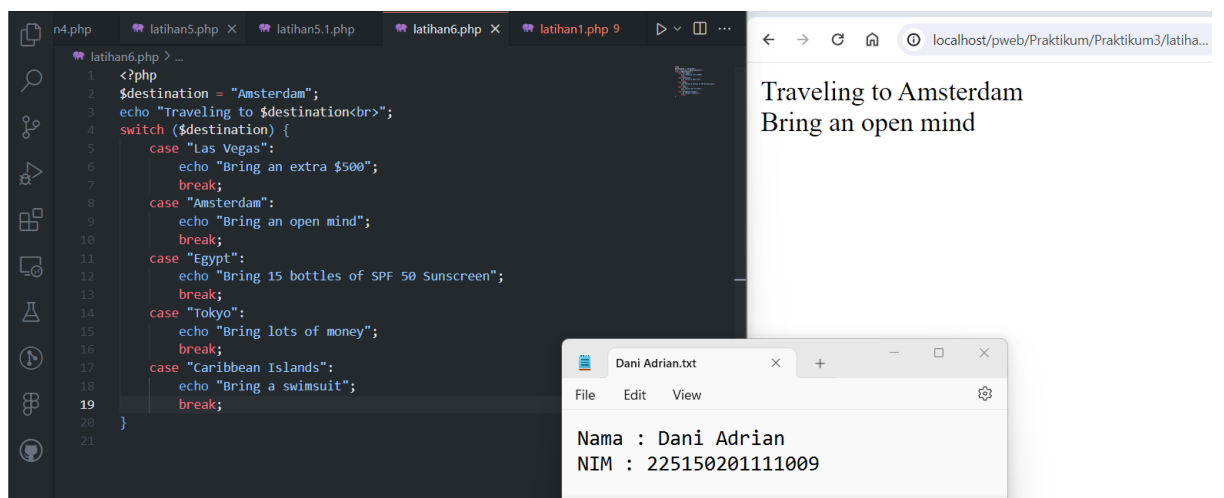 n4.php latihan5.php latihan5.1.php latihan6.php latihan1.php 9
latihan6.php > ...
1 <?php
2 $destination = "Amsterdam";
3 echo "Traveling to $destination<br>";
4 switch ($destination) {
5 case "Las Vegas":
6 echo "Bring an extra $500";
7 break;
8 case "Amsterdam":
9 echo "Bring an open mind";
10 break;
11 case "Egypt":
12 echo "Bring 15 bottles of SPF 50 Sunscreen";
13 break;
14 case "Tokyo":
15 echo "Bring lots of money";
16 break;
17 case "Caribbean Islands":
18 echo "Bring a swimsuit";
19 break;
20 }
21
localhost/pweb/Praktikum/Praktikum3/latiha...
Traveling to Amsterdam
Bring an open mind
Dani Adrian.txt
File Edit View
Nama : Dani Adrian
NIM : 225150201111009